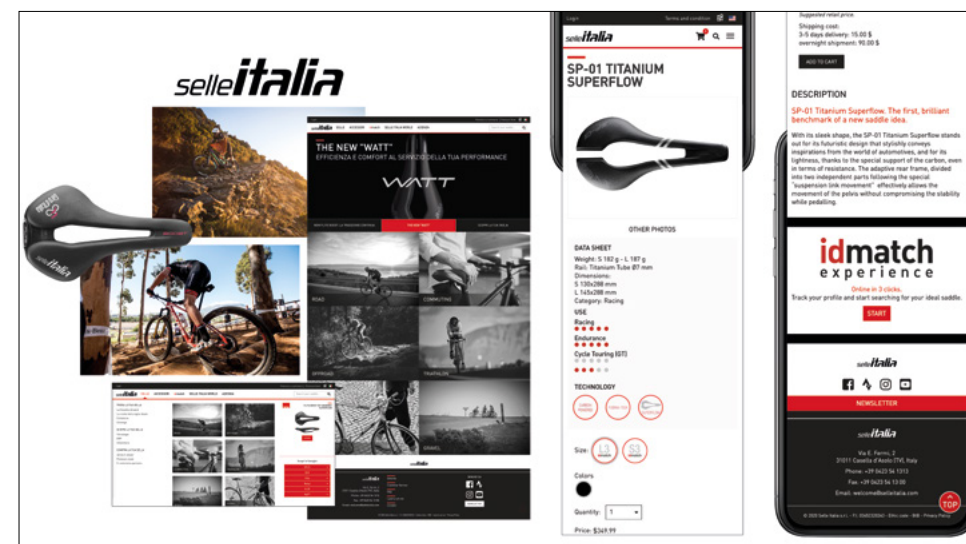 selleitalia
selleitalia
THE NEW "WATT"
EFFICIENZA E COMFORT AL SERVIZIO DELLA TUA PERFORMANCE
WATT
THE NEW WATT
ROAD
COMMUTING
OFFROAD
TRIATHLON
GRAVEL
selleitalia
Login
Terms and condition
selleitalia
SP-01 TITANIUM
SUPERFLOW
OTHER PHOTOS
DATA SHEET
Weight: S 182 g - L 187 g
Rail: Titanium Tube Ø7 mm
Dimensions:
S 130x288 mm
L 145x288 mm
Category: Racing
USE
Racing
Endurance
Cycle Touring (GT)
TECHNOLOGY
Size:
L3
S3
Colors
Quantity: 1
Price: $349.99
Suggested retail price.
Shipping cost:
3-5 days delivery: 15.00 $
overnight shipment: 90.00 $
ADD TO CART
DESCRIPTION
SP-01 Titanium Superflow. The first, brilliant
benchmark of a new saddle idea.
With its sleek shape, the SP-01 Titanium Superflow stands
out for its futuristic design that stylishly conveys
inspirations from the world of automotives, and for its
lightness, thanks to the special support of the carbon, even
in terms of resistance. The adaptive rear frame, divided
into two independent parts following the special
"suspension link movement" effectively allows the
movement of the pelvis without compromising the stability
while pedalling.
idmatch
experience
Online in 3 clicks.
Track your profile and start searching for your ideal saddle.
START
selleitalia
NEWSLETTER
selleitalia
Via E. Fermi, 2
31011 Casella d'Asolo (TV), Italy
Phone: +39 0423 54 1313
Fax: +39 0423 54 13 00
Email: welcome@selleitalia.com
TOP